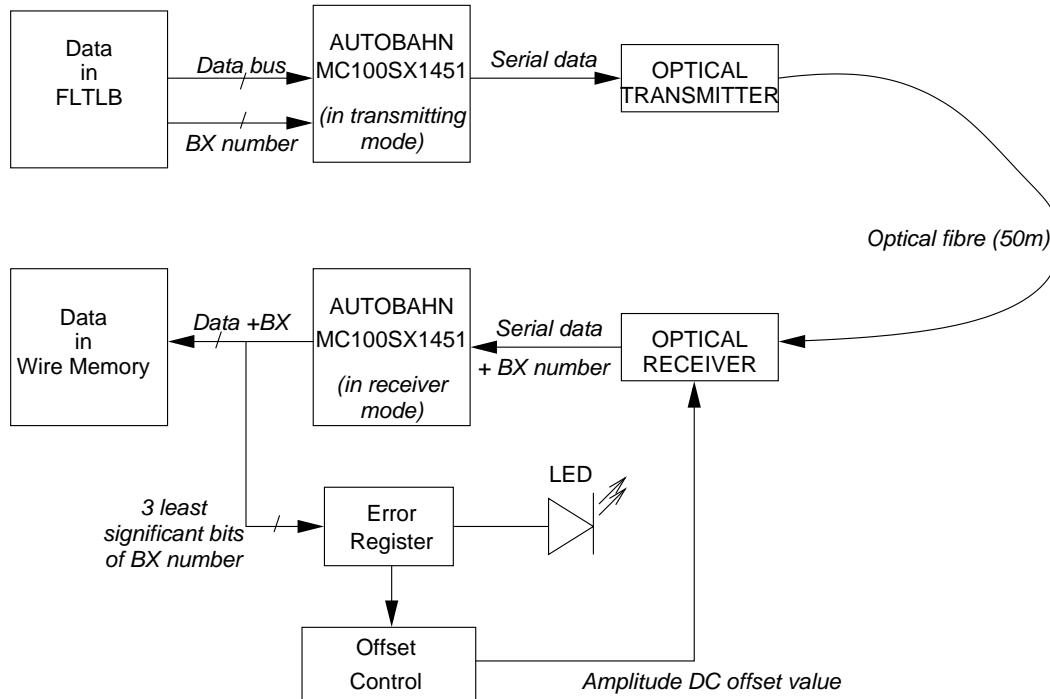 Data
in
FLTLB
Data bus
BX number
AUTOBAHN
MC100SX1451
(in transmitting
mode)
Serial data
OPTICAL
TRANSMITTER
Optical fibre (50m)
Data
in
Wire Memory
Data +BX
AUTOBAHN
MC100SX1451
(in receiver
mode)
Serial data
+ BX number
OPTICAL
RECEIVER
3 least
significant bits
of BX number
Error
Register
LED
Offset
Control
Amplitude DC offset value